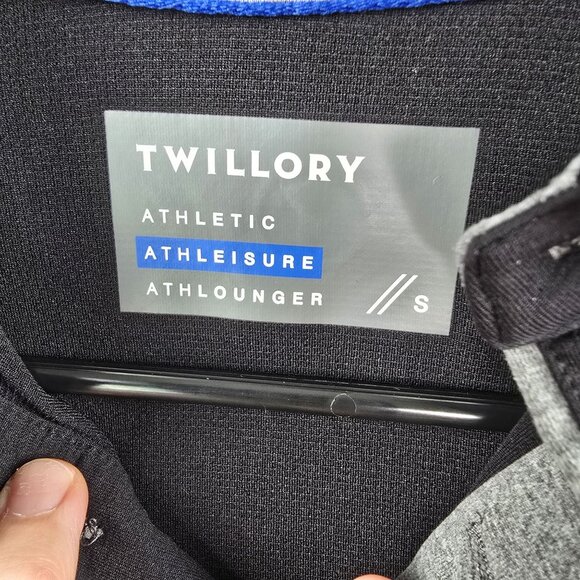 TWILLORY
ATHLETIC
ATHLEISURE
ATHLOUNGER
// S